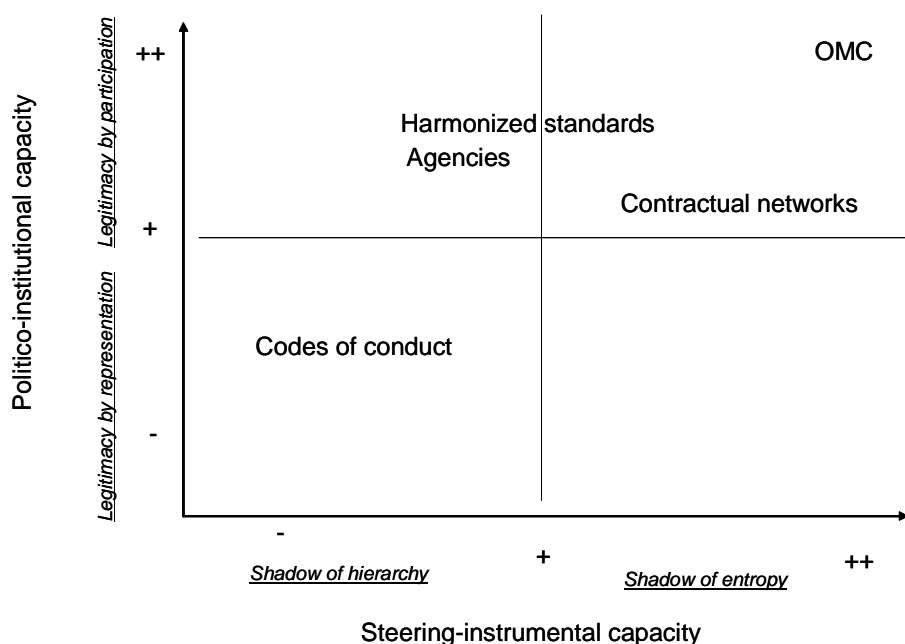 Politico-institutional capacity
Legitimacy by participation
Legitimacy by representation
++
+
-
OMC
Harmonized standards
Agencies
Contractual networks
Codes of conduct
-
+
++
Shadow of hierarchy
Shadow of entropy
Steering-instrumental capacity